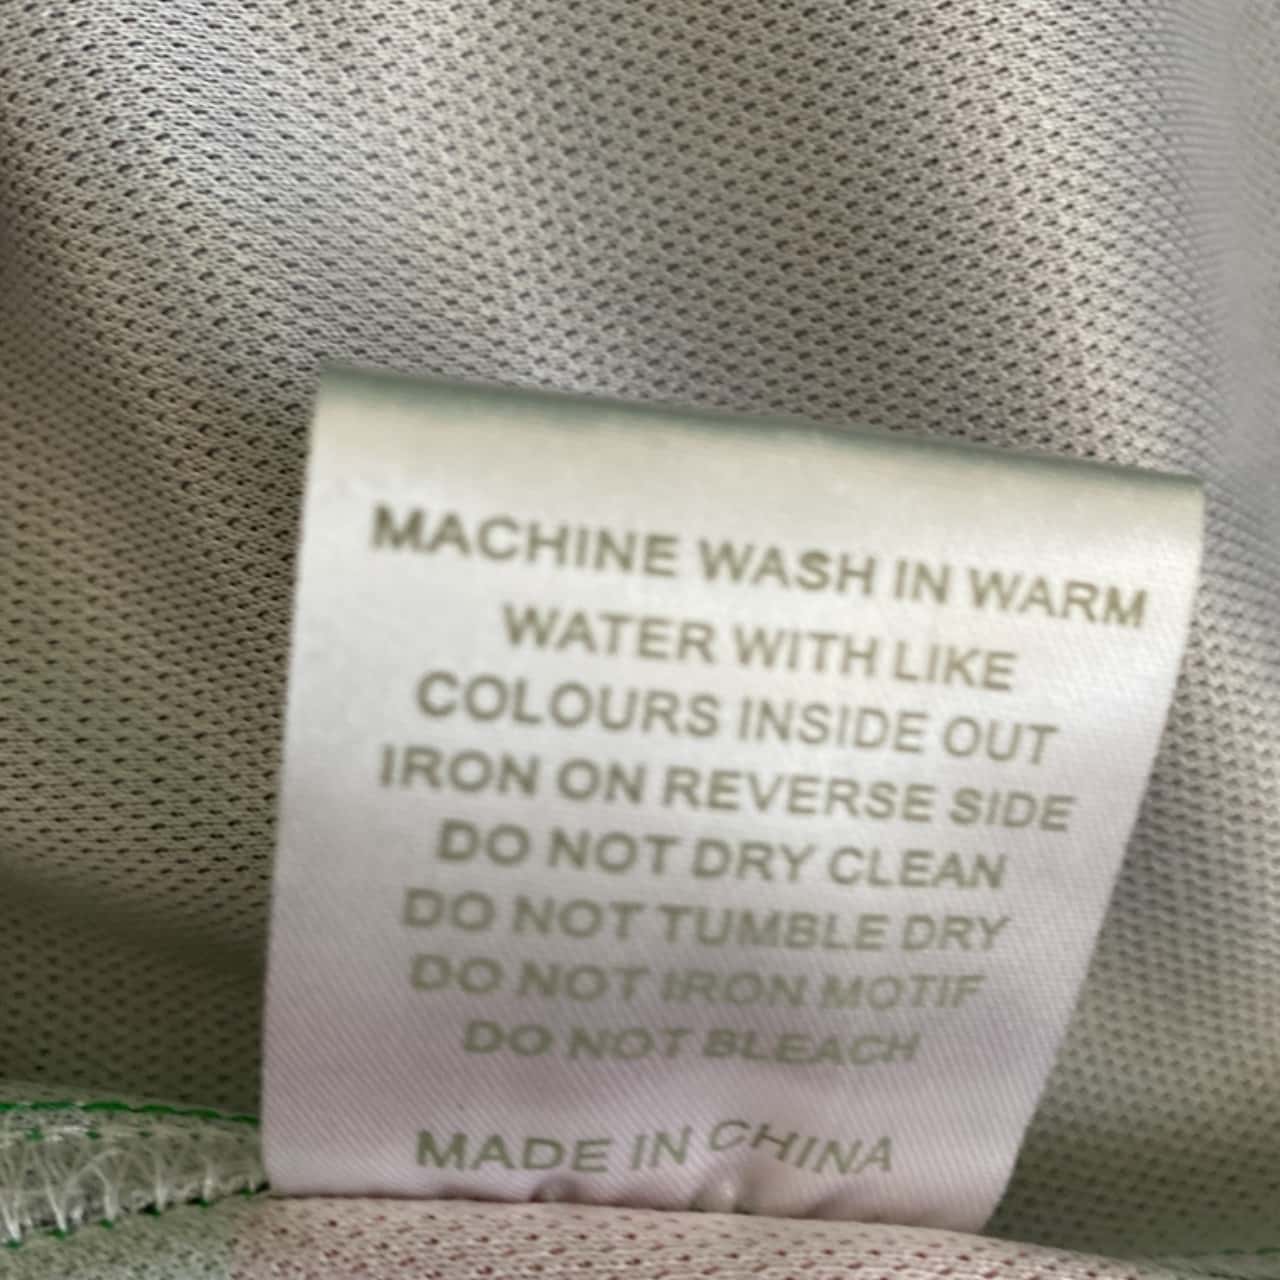 MACHINE WASH IN WARM
WATER WITH LIKE
COLOURS INSIDE OUT
IRON ON REVERSE SIDE
DO NOT DRY CLEAN
DO NOT TUMBLE DRY
DO NOT IRON MOTIF
DO NOT BLEACH
MADE IN CHINA